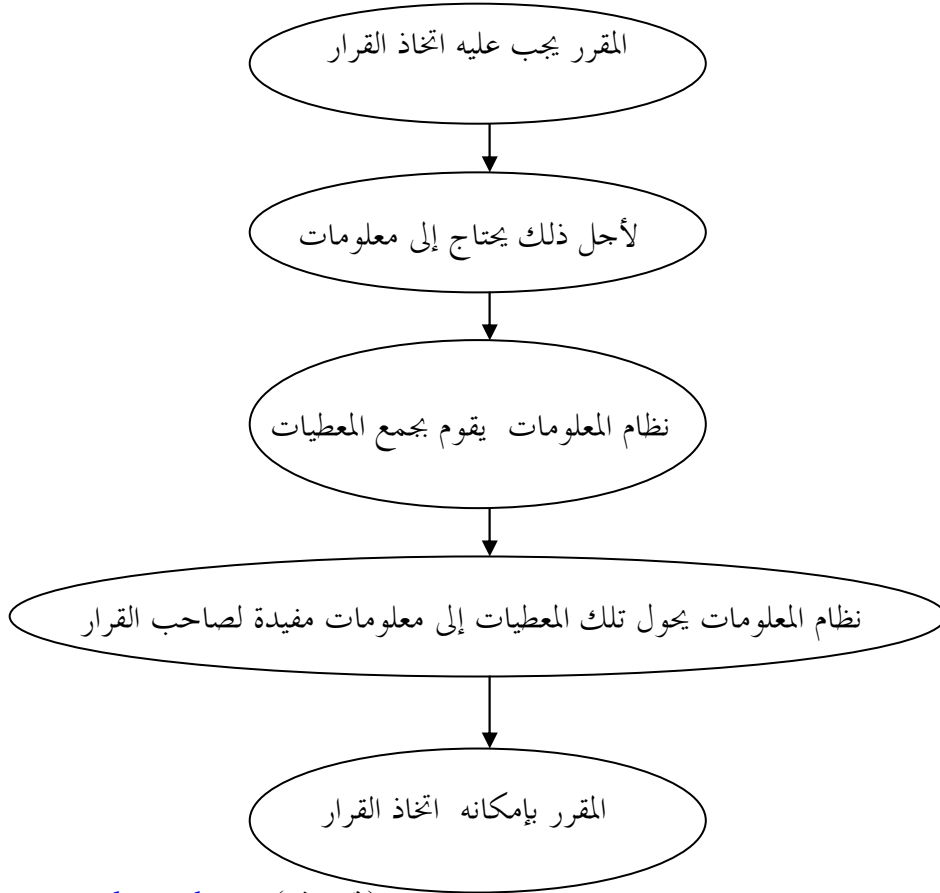 المقرر يجب عليه اتخاذ القرار
لأجل ذلك يحتاج إلى معلومات
نظام المعلومات يقوم بجمع المعطيات
نظام المعلومات يحول تلك المعطيات إلى معلومات مفيدة لصاحب القرار
المقرر بإمكانه اتخاذ القرار